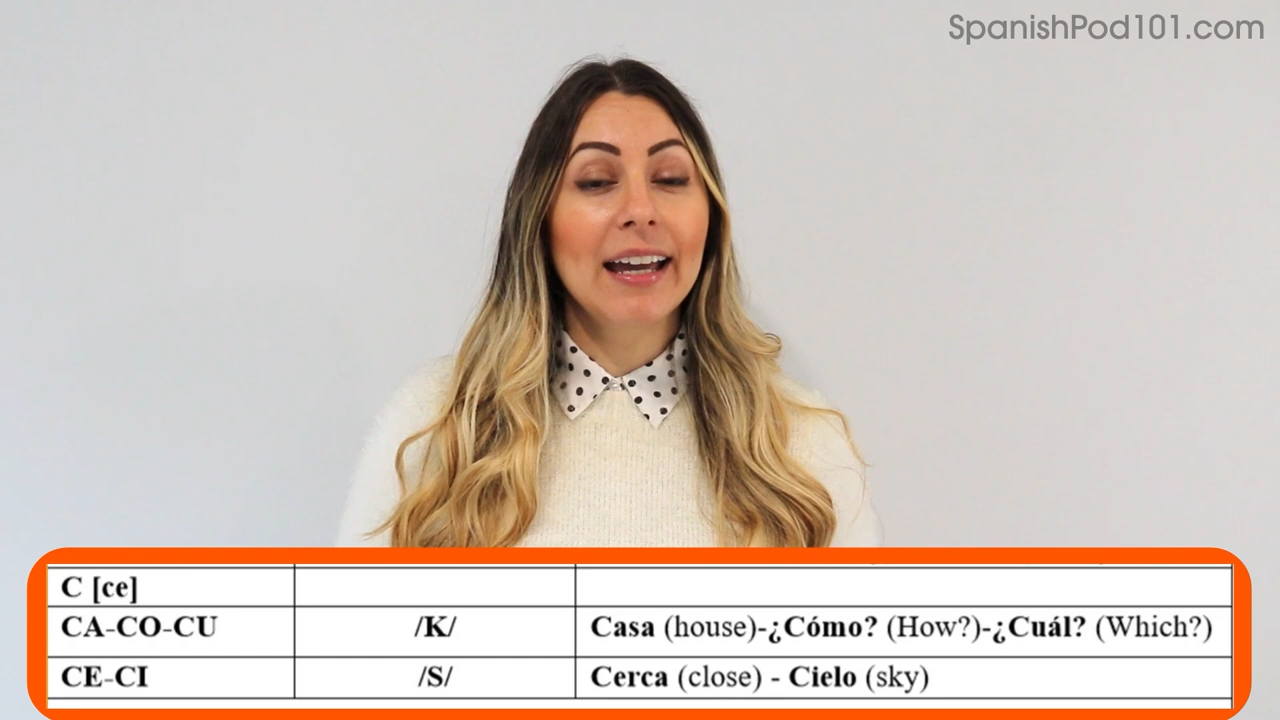 SpanishPod101.com
C [ce]
CA-CO-CU /K/ Casa (house)-¿Cómo? (How?)-¿Cuál? (Which?)
CE-CI /S/ Cerca (close) - Cielo (sky)